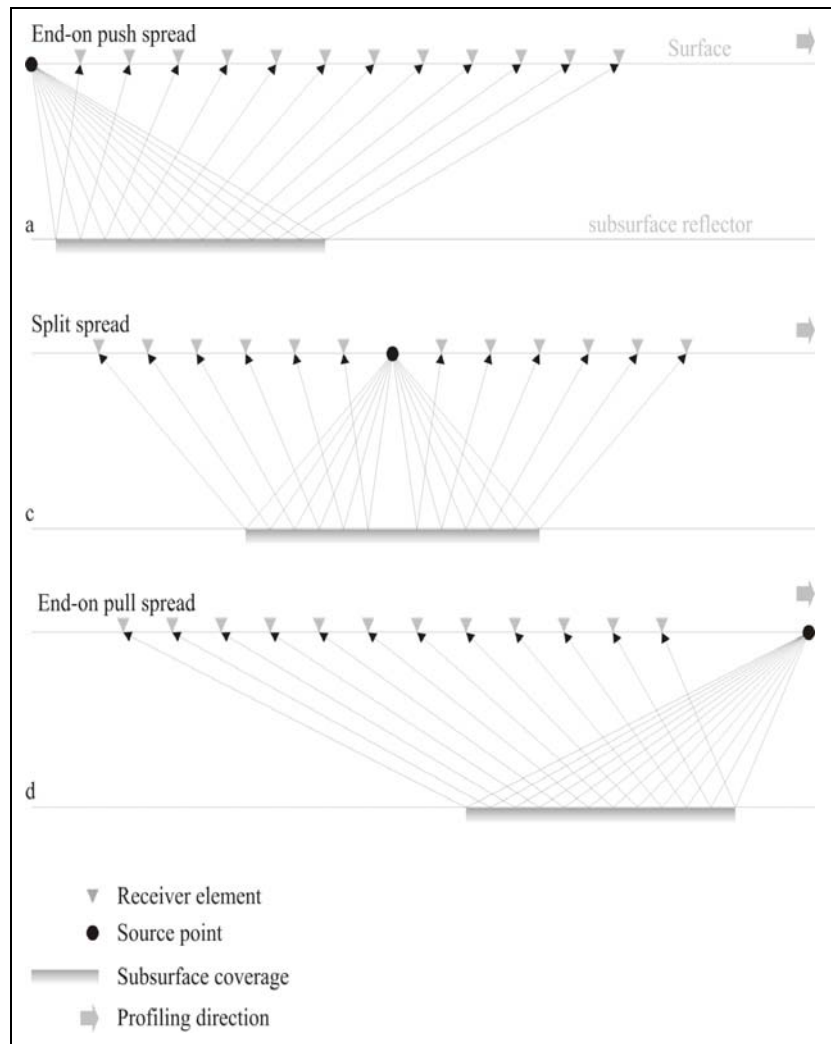 End-on push spread
Surface
a
subsurface reflector
Split spread
c
End-on pull spread
d
Receiver element
Source point
Subsurface coverage
Profiling direction